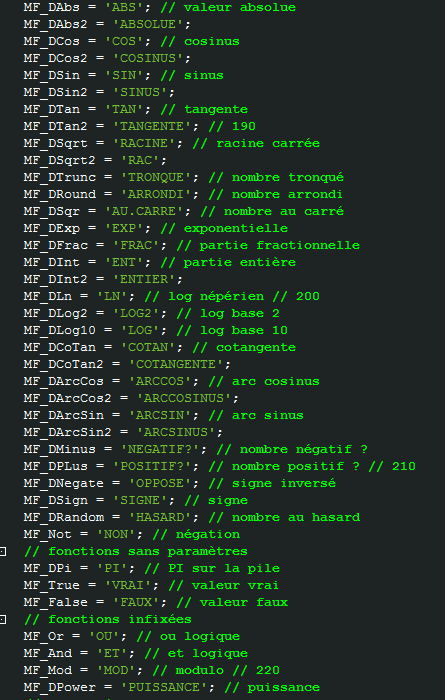 MF_DAbs = 'ABS'; // valeur absolue
MF_DAbs2 = 'ABSOLUE';
MF_DCos = 'COS'; // cosinus
MF_DCos2 = 'COSINUS';
MF_DSin = 'SIN'; // sinus
MF_DSin2 = 'SINUS';
MF_DTan = 'TAN'; // tangente
MF_DTan2 = 'TANGENTE'; // 190
MF_DSqrt = 'RACINE'; // racine carrée
MF_DSqrt2 = 'RAC';
MF_DTrunc = 'TRONQUE'; // nombre tronqué
MF_DRound = 'ARRONDI'; // nombre arrondi
MF_DSqr = 'AU.CARRE'; // nombre au carré
MF_DExp = 'EXP'; // exponentielle
MF_DFrac = 'FRAC'; // partie fractionnelle
MF_DInt = 'ENT'; // partie entière
MF_DInt2 = 'ENTIER';
MF_DLn = 'LN'; // log népérien // 200
MF_DLog2 = 'LOG2'; // log base 2
MF_DLog10 = 'LOG'; // log base 10
MF_DCoTan = 'COTAN'; // cotangente
MF_DCoTan2 = 'COTANGENTE';
MF_DArcCos = 'ARCCOS'; // arc cosinus
MF_DArcCos2 = 'ARCCOSINUS';
MF_DArcSin = 'ARCSIN'; // arc sinus
MF_DArcSin2 = 'ARCSINUS';
MF_DMinus = 'NEGATIF?'; // nombre négatif ?
MF_DPLus = 'POSITIF?'; // nombre positif ? // 210
MF_DNegate = 'OPPOSE'; // signe inversé
MF_DSign = 'SIGNE'; // signe
MF_DRandom = 'HASARD'; // nombre au hasard
MF_Not = 'NON'; // négation
// fonctions sans paramètres
MF_DPi = 'PI'; // PI sur la pile
MF_True = 'VRAI'; // valeur vrai
MF_False = 'FAUX'; // valeur faux
// fonctions infixées
MF_Or = 'OU'; // ou logique
MF_And = 'ET'; // et logique
MF_Mod = 'MOD'; // modulo // 220
MF_DPower = 'PUISSANCE'; // puissance